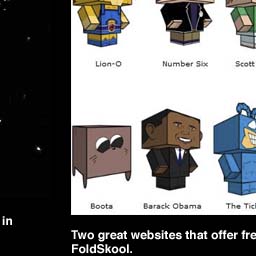 Lion-O Number Six Scott
Boota Barack Obama The Tic
in
Two great websites that offer fre
FoldSkool.